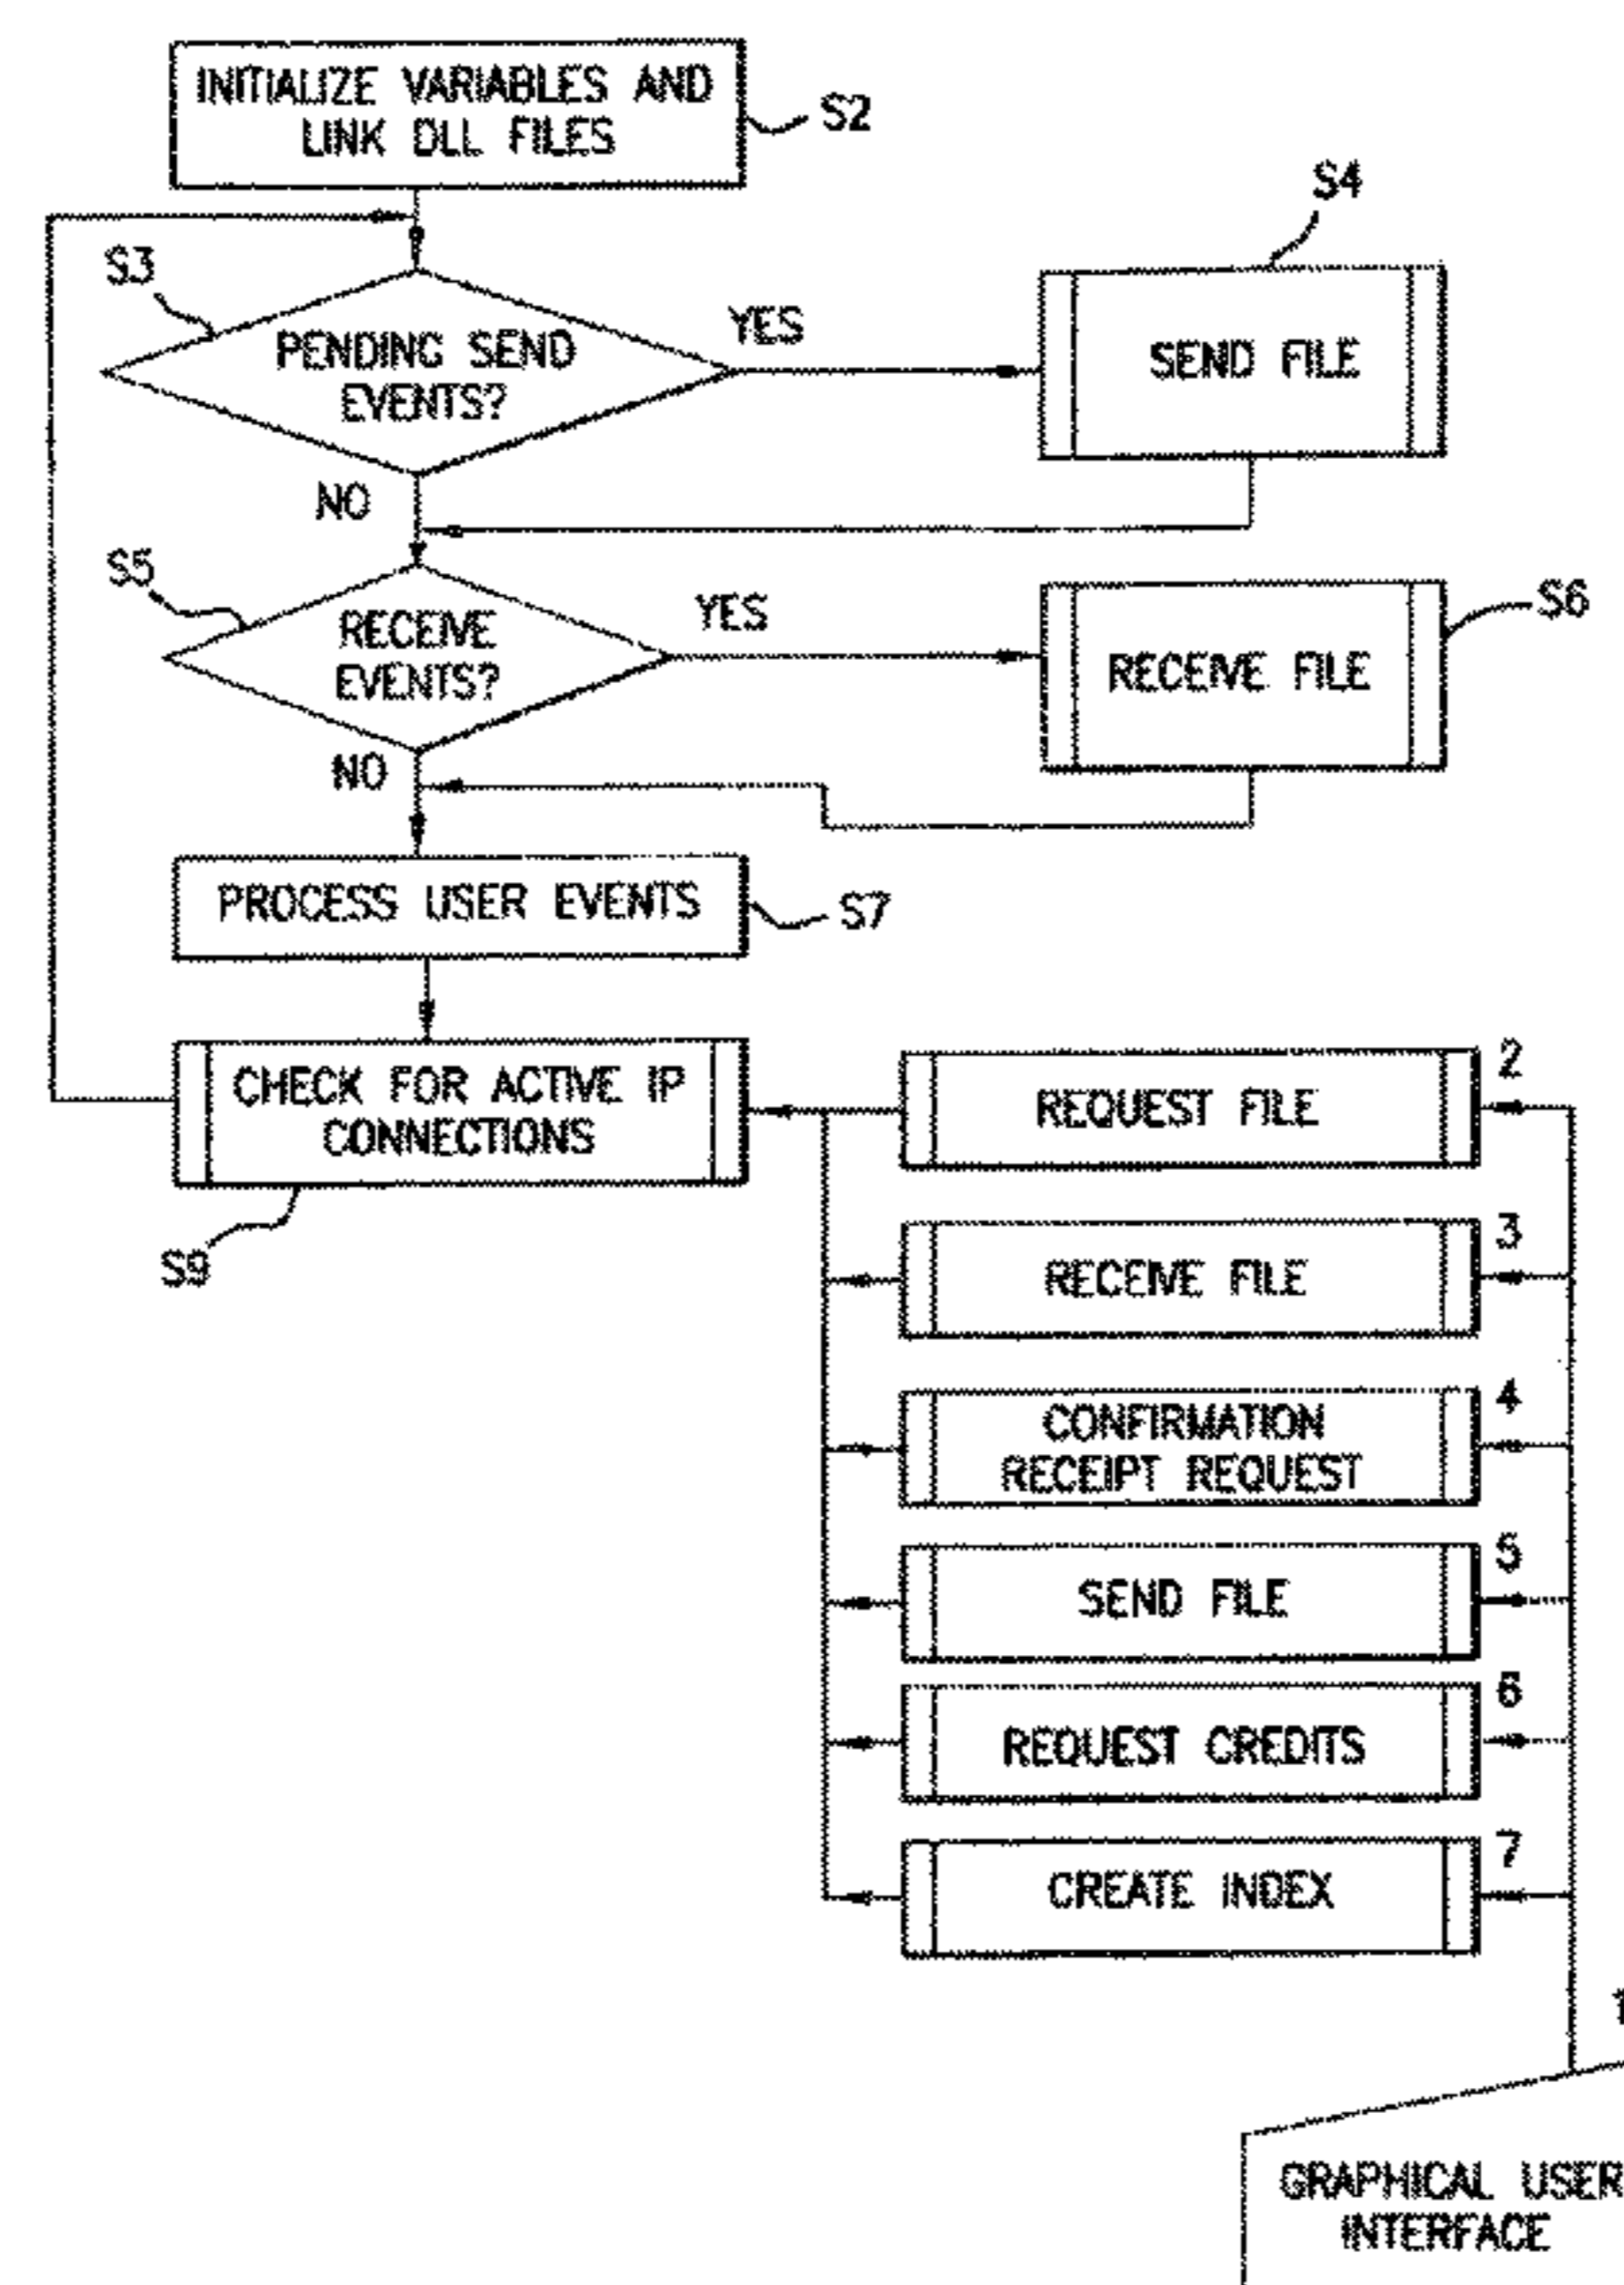 INITIALIZE VARIABLES AND
LINK DLL FILES
S2
S3
PENDING SEND
EVENTS?
YES
NO
S4
SEND FILE
S5
RECEIVE
EVENTS?
YES
NO
S6
RECEIVE FILE
PROCESS USER EVENTS
S7
CHECK FOR ACTIVE IP
CONNECTIONS
S9
2
REQUEST FILE
3
RECEIVE FILE
4
CONFIRMATION
RECEIPT REQUEST
5
SEND FILE
6
REQUEST CREDITS
7
CREATE INDEX
GRAPHICAL USER
INTERFACE